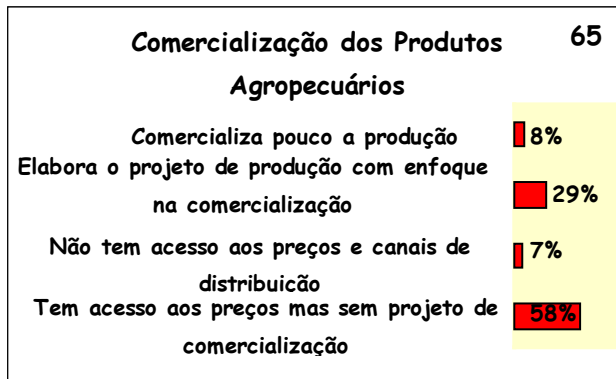 Comercialização dos Produtos 65
Agropecuários
Comercializa pouco a produção 8%
Elabora o projeto de produção com enfoque
na comercialização 29%
Não tem acesso aos preços e canais de 7%
distribuicão
Tem acesso aos preços mas sem projeto de 58%
comercialização